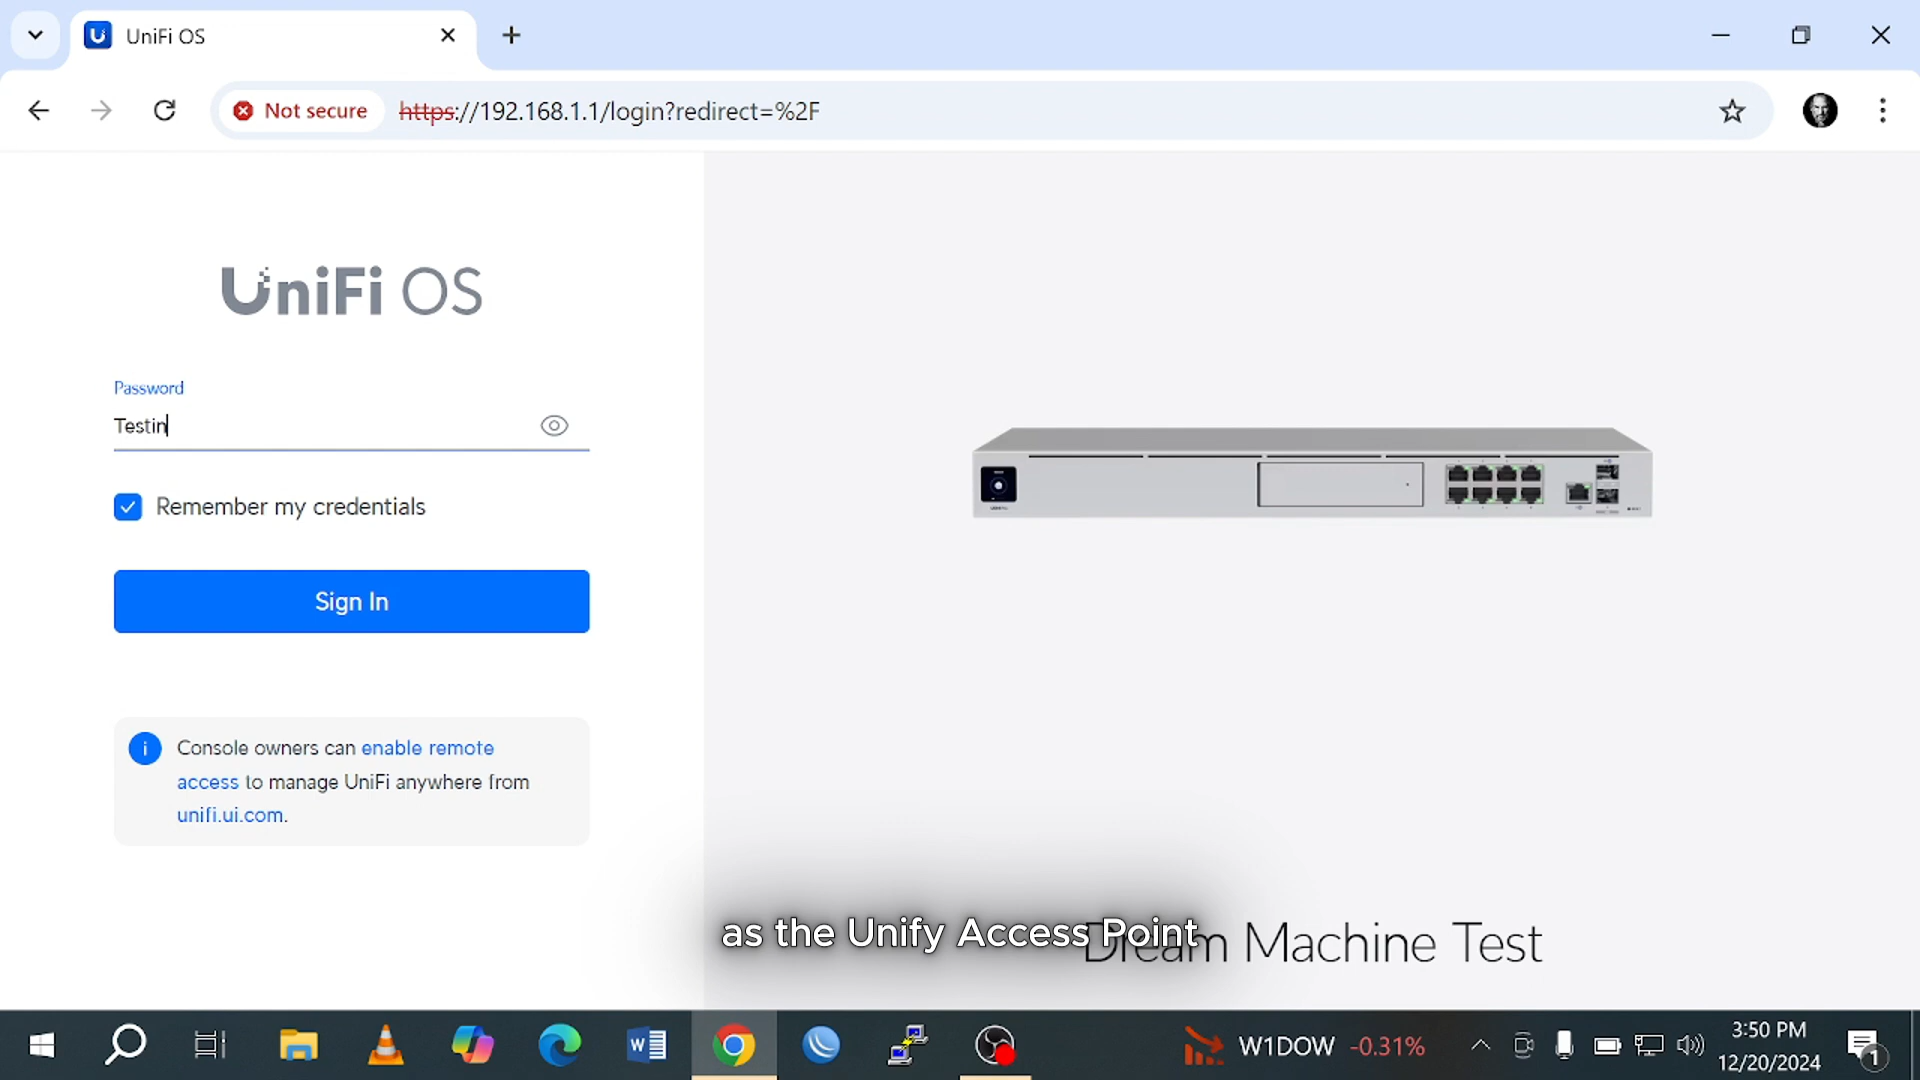 UniFi OS
Not secure
https://192.168.1.1/login?redirect=%2F
UniFi OS
Password
Testin
Remember my credentials
Sign In
Console owners can enable remote
access to manage UniFi anywhere from
unifi.ui.com.
Dream Machine Test
as the Unify Access Point
W1DOW -0.31%
3:50 PM
12/20/2024
1